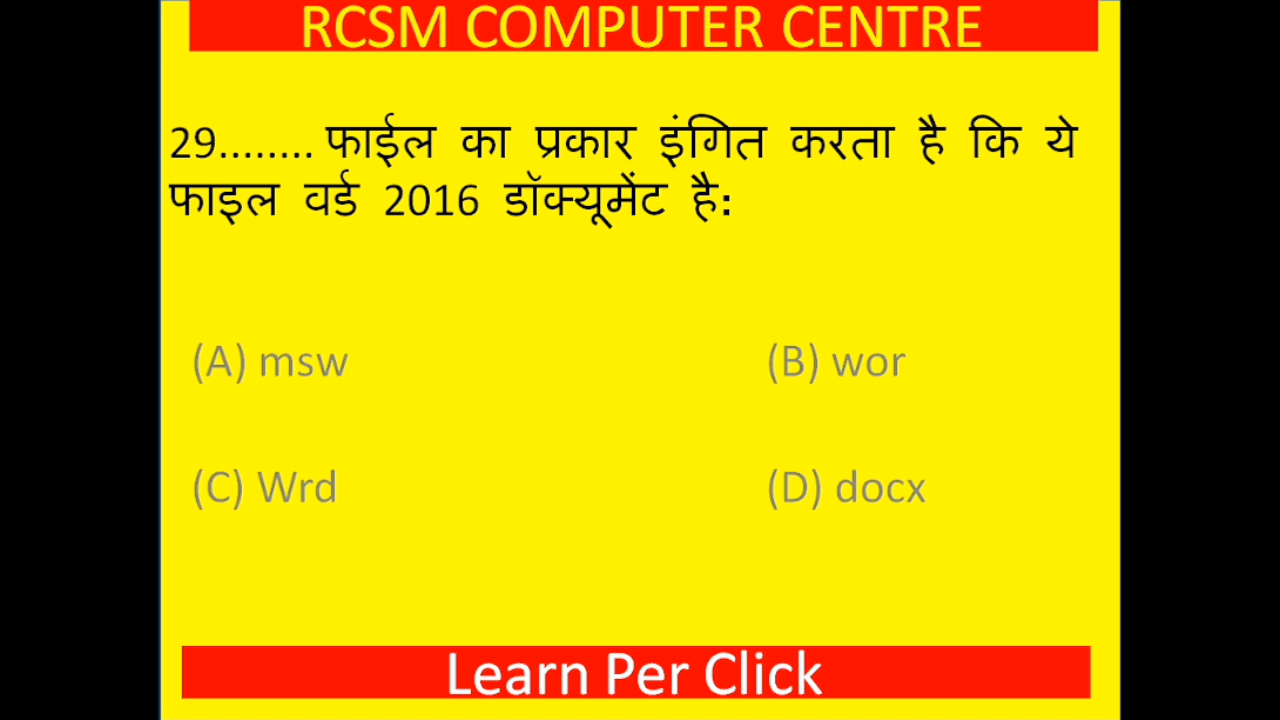 RCSM COMPUTER CENTRE
29........ फाईल का प्रकार इंगित करता है कि ये
फाइल वर्ड 2016 डॉक्यूमेंट है:
(A) msw (B) wor
(C) Wrd (D) docx
Learn Per Click